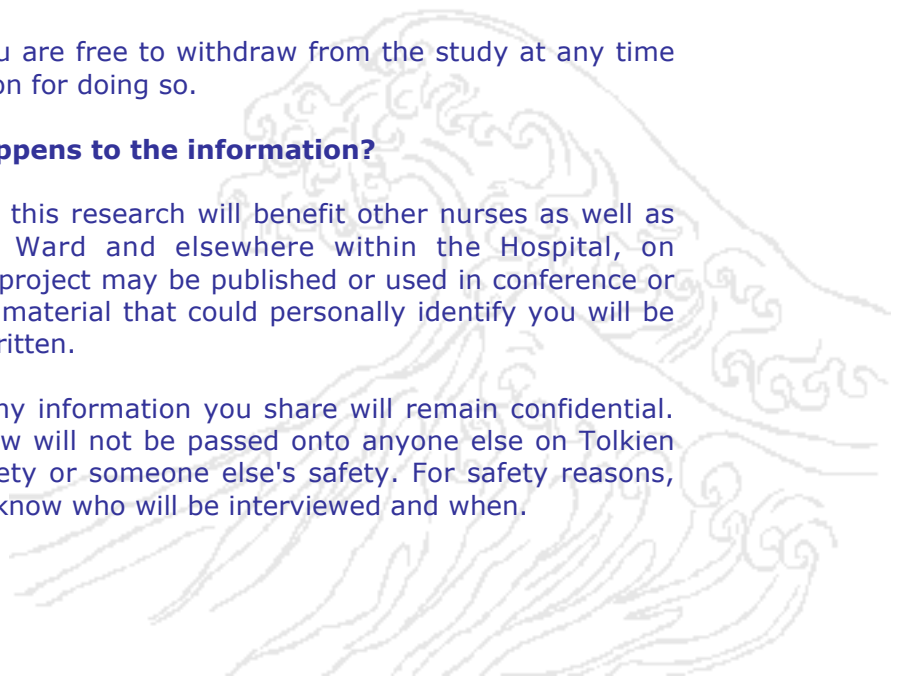 u are free to withdraw from the study at any time
on for doing so.
ppens to the information?
this research will benefit other nurses as well as
Ward and elsewhere within the Hospital, on
project may be published or used in conference or
material that could personally identify you will be
ritten.
ny information you share will remain confidential.
w will not be passed onto anyone else on Tolkien
ety or someone else's safety. For safety reasons,
know who will be interviewed and when.